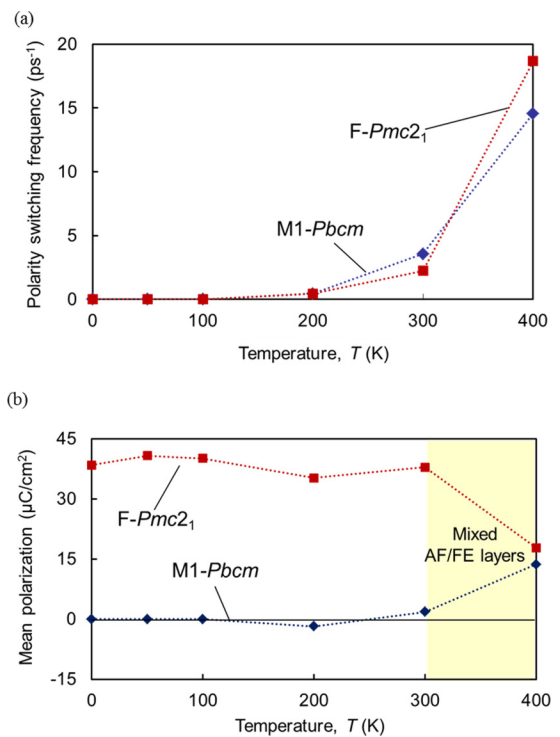 (a)
20
15
10
5
0
Polarity switching frequency (ps⁻¹)
F-Pmc2₁
M1-Pbcm
0 100 200 300 400
Temperature, T (K)
(b)
45
30
15
0
-15
Mean polarization (μC/cm²)
F-Pmc2₁
Mixed
AF/FE layers
M1-Pbcm
0 100 200 300 400
Temperature, T (K)